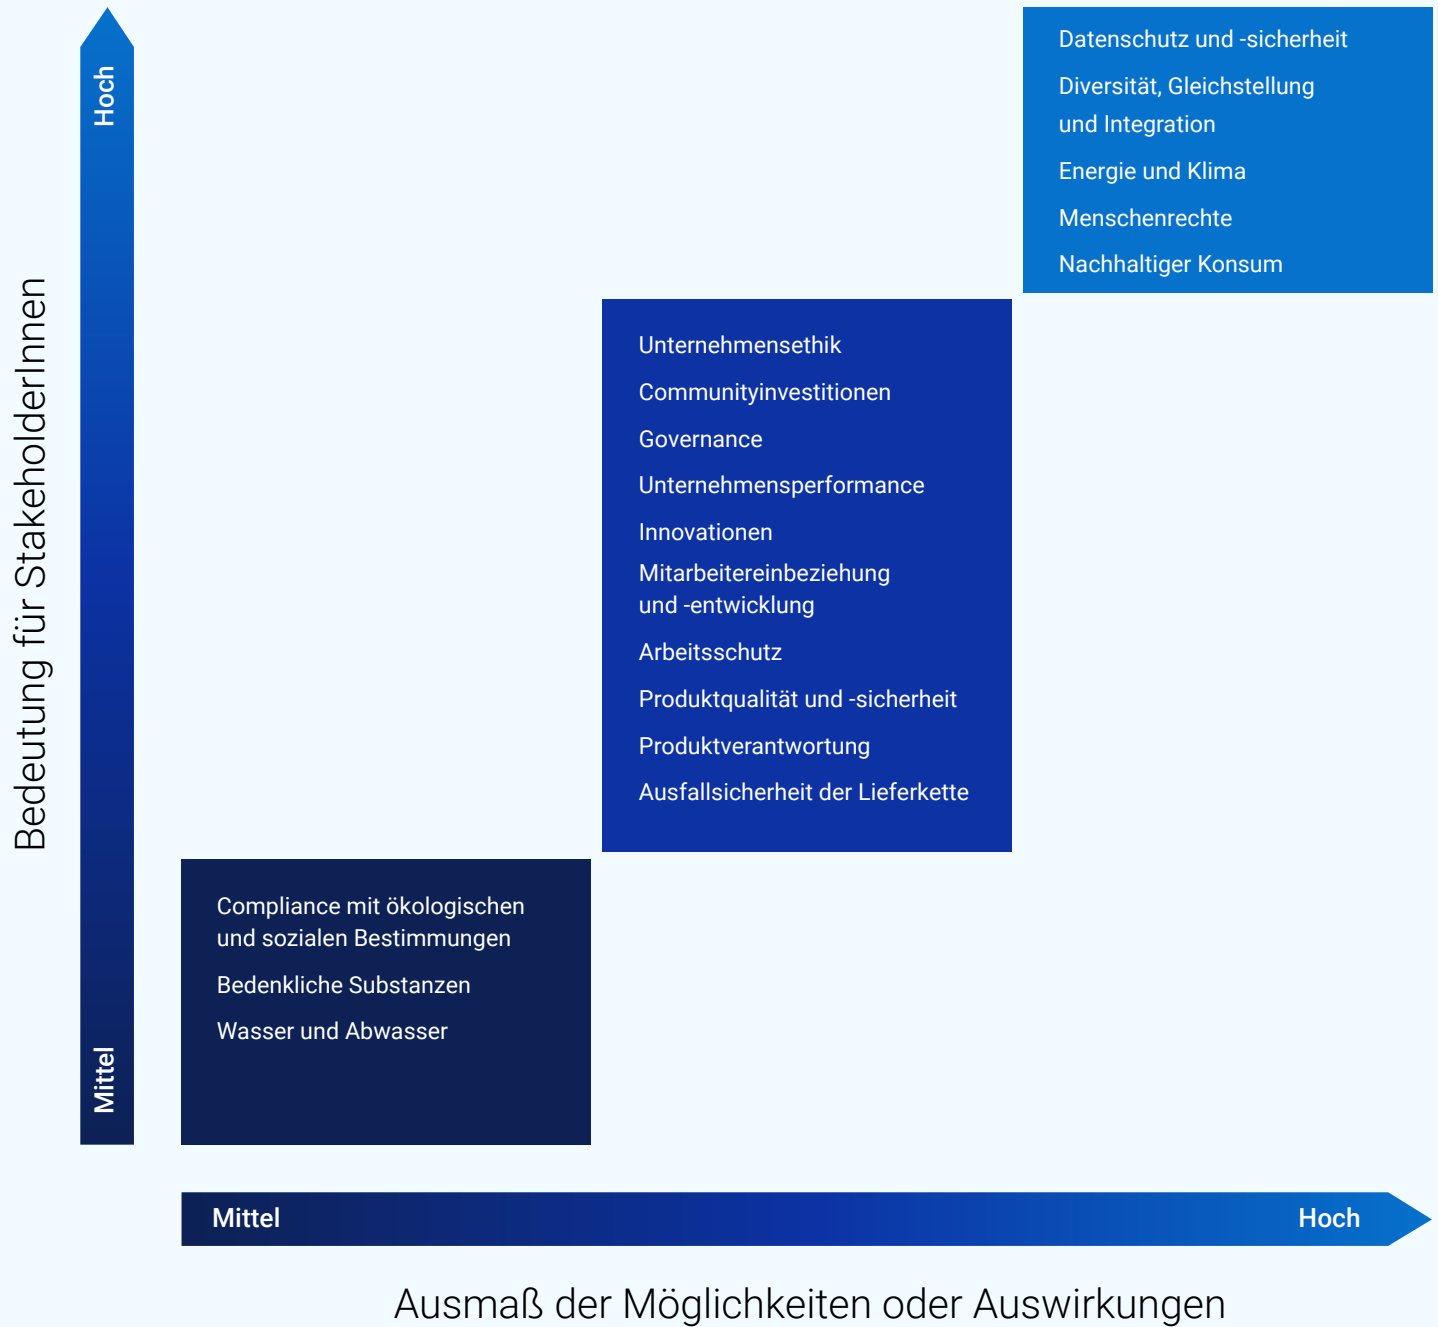 Bedeutung für StakeholderInnen
Hoch
Mittel
Datenschutz und -sicherheit
Diversität, Gleichstellung
und Integration
Energie und Klima
Menschenrechte
Nachhaltiger Konsum
Unternehmensethik
Communityinvestitionen
Governance
Unternehmensperformance
Innovationen
Mitarbeitereinbeziehung
und -entwicklung
Arbeitsschutz
Produktqualität und -sicherheit
Produktverantwortung
Ausfallsicherheit der Lieferkette
Compliance mit ökologischen
und sozialen Bestimmungen
Bedenkliche Substanzen
Wasser und Abwasser
Mittel
Hoch
Ausmaß der Möglichkeiten oder Auswirkungen